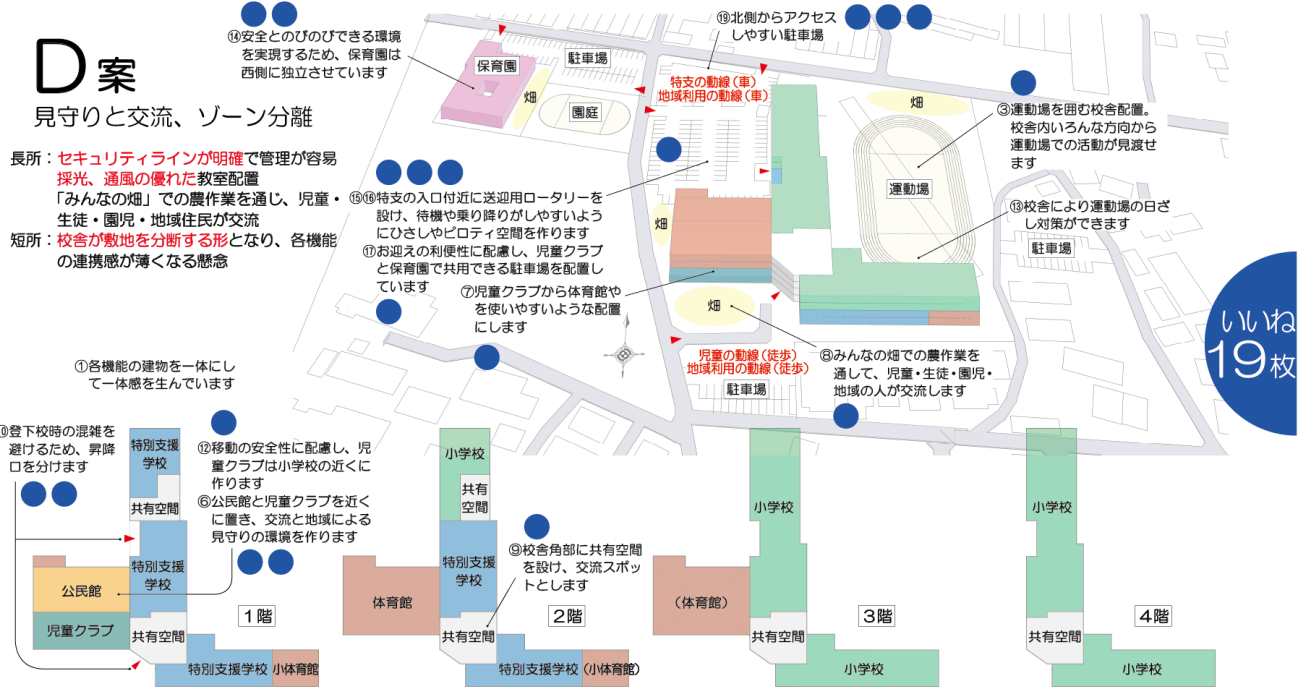 D案
見守りと交流、ゾーン分離
長所：セキュリティラインが明確で管理が容易
採光、通風の優れた教室配置
「みんなの畑」での農作業を通じ、児童・
生徒・園児・地域住民が交流
短所：校舎が敷地を分断する形となり、各機能
の連携感が薄くなる懸念
⑭安全とのびのびできる環境
を実現するため、保育園は
西側に独立させています
⑲北側からアクセス
しやすい駐車場
保育園
駐車場
畑
園庭
特支の動線（車）
地域利用の動線（車）
畑
③運動場を囲む校舎配置。
校舎内いろんな方向から
運動場での活動が見渡せ
ます
運動場
⑬校舎により運動場の日ざ
し対策ができます
駐車場
⑮⑯特支の入口付近に送迎用ロータリーを
設け、待機や乗り降りがしやすいよう
にひさしやピロティ空間を作ります
⑰お迎えの利便性に配慮し、児童クラブ
と保育園で共用できる駐車場を配置し
ています
畑
⑦児童クラブから体育館や
を使いやすいような配置
にします
畑
児童の動線（徒歩）
地域利用の動線（徒歩）
駐車場
⑧みんなの畑での農作業を
通して、児童・生徒・園児・
地域の人が交流します
いいね
19枚
①各機能の建物を一体にし
て一体感を生んでいます
⑩登下校時の混雑を
避けるため、昇降
口を分けます
⑫移動の安全性に配慮し、児
童クラブは小学校の近くに
作ります
⑥公民館と児童クラブを近く
に置き、交流と地域による
見守りの環境を作ります
⑨校舎角部に共有空間
を設け、交流スポッ
トとします
特別支援
学校
共有空間
特別支援
学校
公民館
児童クラブ
共有空間
1階
特別支援学校
小体育館
小学校
共有
空間
特別支援
学校
体育館
共有空間
2階
特別支援学校
（小体育館）
小学校
（体育館）
共有空間
3階
小学校
小学校
共有空間
4階
小学校